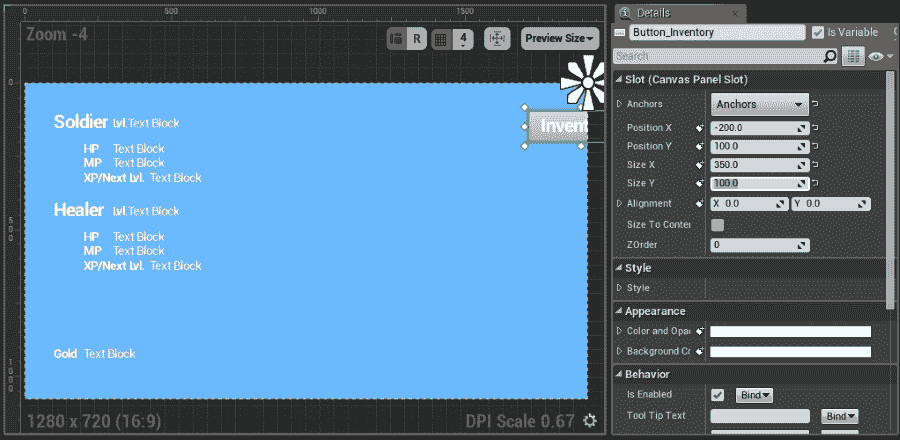 0 500 1000 1500
Zoom -4
R 4 Preview Size
0
Soldier Lvl. Text Block
HP Text Block
MP Text Block
XP/Next Lvl. Text Block
Invent
Healer Lvl. Text Block
HP Text Block
MP Text Block
XP/Next Lvl. Text Block
500
Gold Text Block
1000
1280 x 720 (16:9) DPI Scale 0.67
Details
Button_Inventory Is Variable
Search
Slot (Canvas Panel Slot)
Anchors Anchors
Position X -200.0
Position Y 100.0
Size X 350.0
Size Y 100.0
Alignment X 0.0 Y 0.0
Size To Conter
ZOrder 0
Style
Style
Appearance
Color and Opac
Background Co
Behavior
Is Enabled Bind
Tool Tip Text Bind